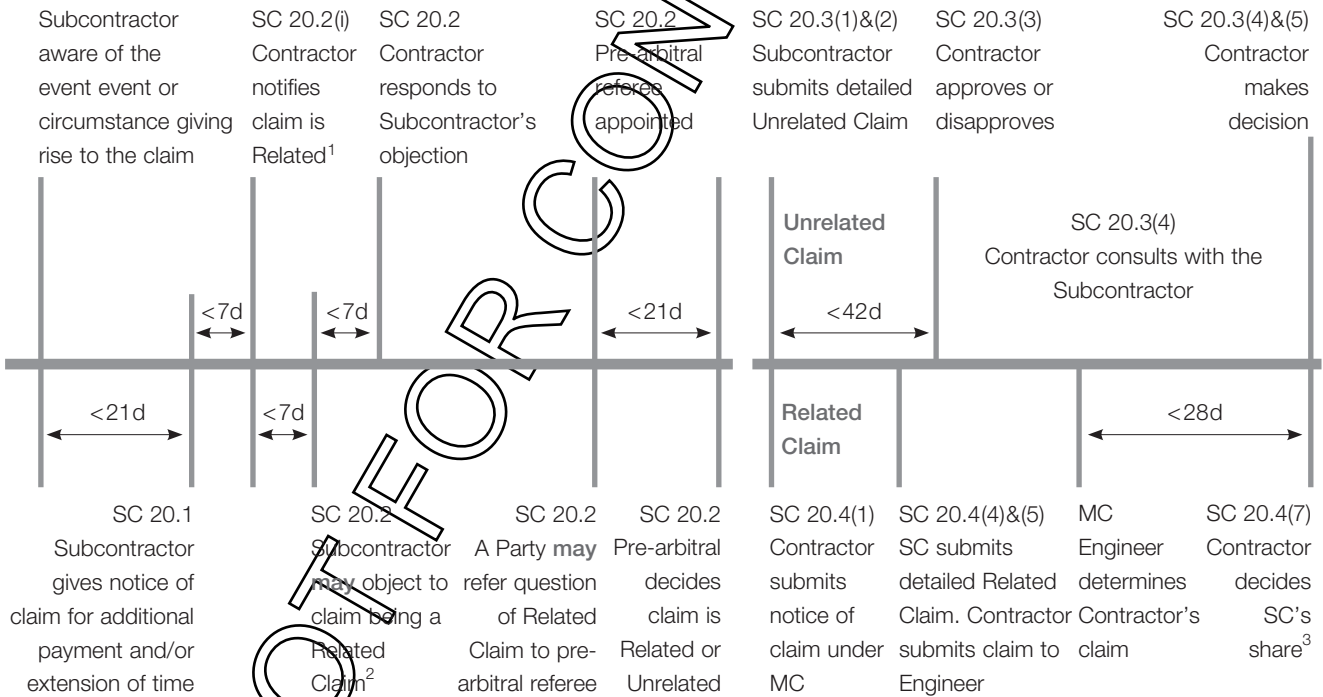 Subcontractor
aware of the
event event or
circumstance giving
rise to the claim
SC 20.2(i)
Contractor
notifies
claim is
Related1
SC 20.2
Contractor
responds to
Subcontractor's
objection
SC 20.2
Pre-arbitral
referee
appointed
SC 20.3(1)&(2)
Subcontractor
submits detailed
Unrelated Claim
SC 20.3(3)
Contractor
approves or
disapproves
SC 20.3(4)&(5)
Contractor
makes
decision
Unrelated
Claim
SC 20.3(4)
Contractor consults with the
Subcontractor
<7d
<7d
<21d
<42d
<21d
<7d
Related
Claim
<28d
SC 20.1
Subcontractor
gives notice of
claim for additional
payment and/or
extension of time
SC 20.2
Subcontractor
may object to
claim being a
Related
Claim2
SC 20.2
A Party may
refer question
of Related
Claim to pre-
arbitral referee
SC 20.2
Pre-arbitral
decides
claim is
Related or
Unrelated
SC 20.4(1)
Contractor
submits
notice of
claim under
MC
SC 20.4(4)&(5)
SC submits
detailed Related
Claim. Contractor
submits claim to
Engineer
MC
Engineer
determines
Contractor's
claim
SC 20.4(7)
Contractor
decides
SC's
share3
OT FOR CON